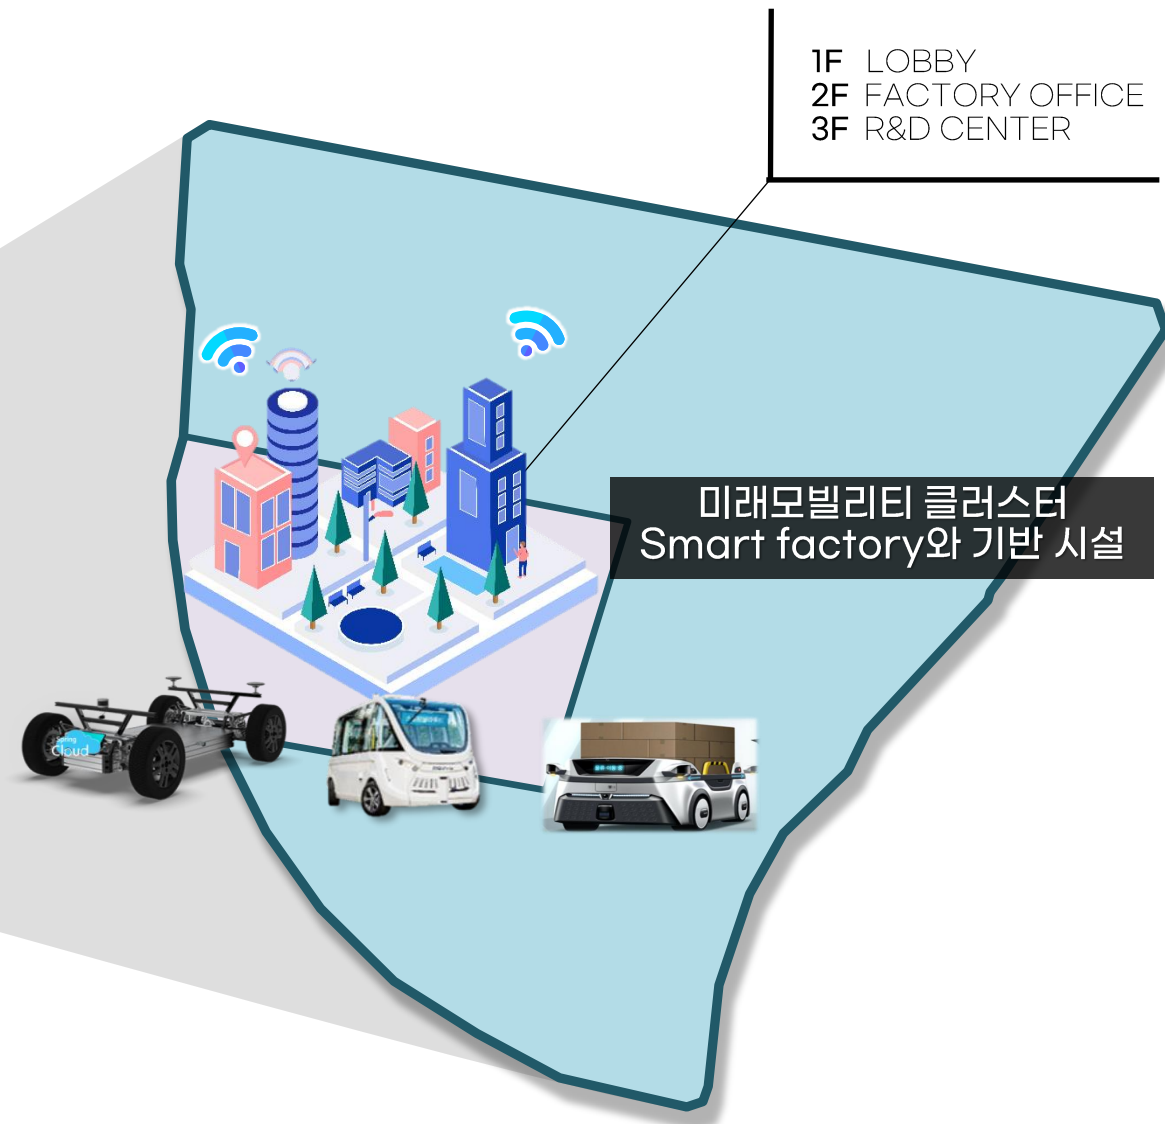 1F LOBBY
2F FACTORY OFFICE
3F R&D CENTER
미래모빌리티 클러스터
Smart factory와 기반 시설
Spring
Cloud